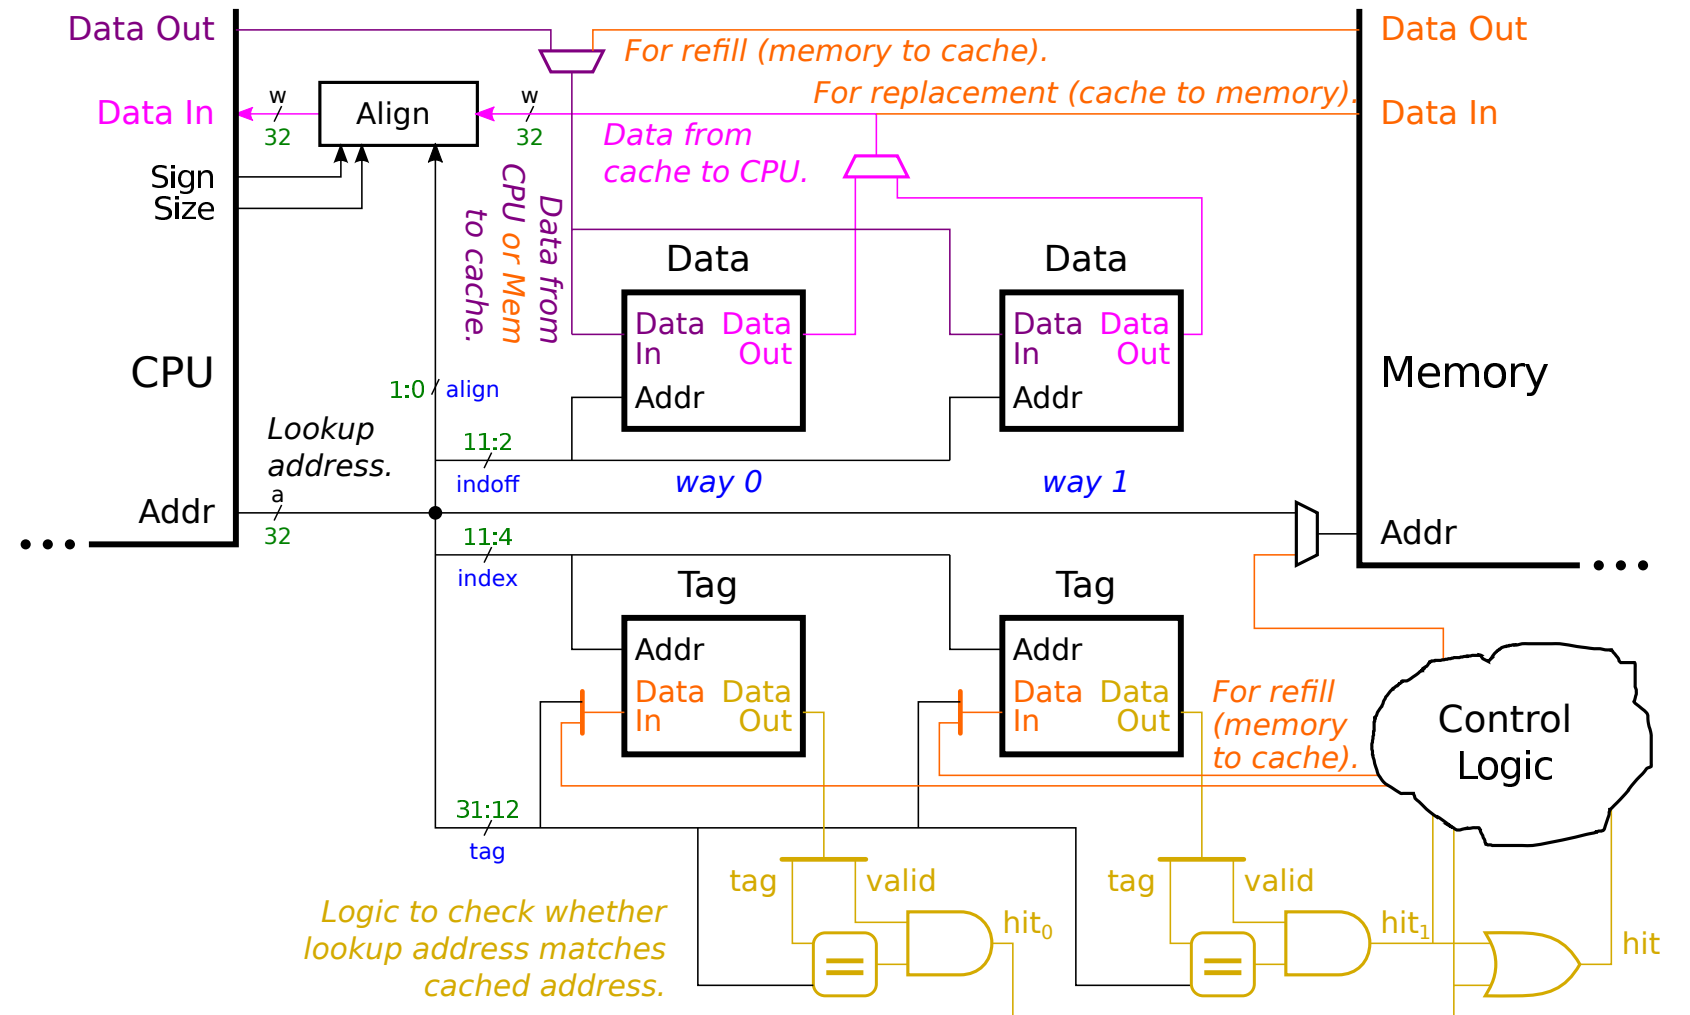 Data Out
For refill (memory to cache).
Data Out
For replacement (cache to memory).
Data In
w
32
Align
w
32
Data from
cache to CPU.
Data In
Sign
Size
Data from
CPU or Mem
to cache.
Data
Data
In
Data
Out
Addr
Data
Data
In
Data
Out
Addr
CPU
Memory
1:0
align
Lookup
address.
11:2
indoff
way 0
way 1
Addr
a
32
Addr
11:4
index
Tag
Addr
Data
In
Data
Out
Tag
Addr
Data
In
Data
Out
For refill
(memory
to cache).
Control
Logic
31:12
tag
tag
valid
tag
valid
Logic to check whether
lookup address matches
cached address.
=
hit0
=
hit1
hit